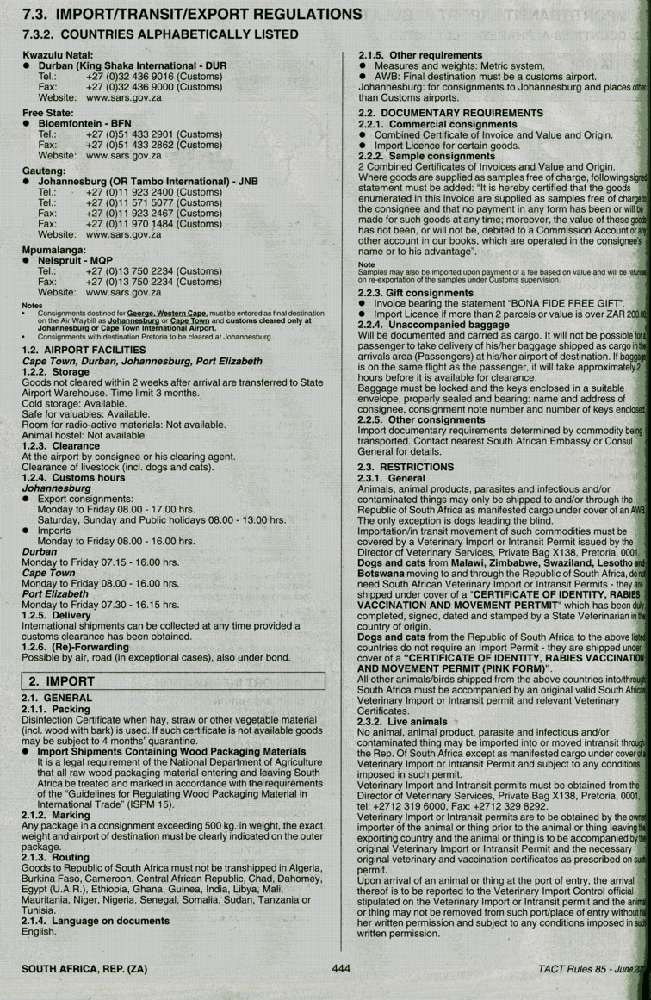 7.3. IMPORT/TRANSIT/EXPORT REGULATIONS
7.3.2. COUNTRIES ALPHABETICALLY LISTED
Kwazulu Natal:
● Durban (King Shaka International - DUR
Tel.: +27 (0)32 436 9016 (Customs)
Fax: +27 (0)32 436 9000 (Customs)
Website: www.sars.gov.za
Free State:
● Bloemfontein - BFN
Tel.: +27 (0)51 433 2901 (Customs)
Fax: +27 (0)51 433 2862 (Customs)
Website: www.sars.gov.za
Gauteng:
● Johannesburg (OR Tambo International) - JNB
Tel.: +27 (0)11 923 2400 (Customs)
Tel.: +27 (0)11 571 5077 (Customs)
Fax: +27 (0)11 923 2467 (Customs)
Fax: +27 (0)11 970 1484 (Customs)
Website: www.sars.gov.za
Mpumalanga:
● Nelspruit - MQP
Tel.: +27 (0)13 750 2234 (Customs)
Fax: +27 (0)13 750 2234 (Customs)
Website: www.sars.gov.za
Notes
• Consignments destined for George, Western Cape, must be entered as final destination
on the Air Waybill as Johannesburg or Cape Town and customs cleared only at
Johannesburg or Cape Town International Airport.
• Consignments with destination Pretoria to be cleared at Johannesburg.
1.2. AIRPORT FACILITIES
Cape Town, Durban, Johannesburg, Port Elizabeth
1.2.2. Storage
Goods not cleared within 2 weeks after arrival are transferred to State
Airport Warehouse. Time limit 3 months.
Cold storage: Available.
Safe for valuables: Available.
Room for radio-active materials: Not available.
Animal hostel: Not available.
1.2.3. Clearance
At the airport by consignee or his clearing agent.
Clearance of livestock (incl. dogs and cats).
1.2.4. Customs hours
Johannesburg
● Export consignments:
Monday to Friday 08.00 - 17.00 hrs.
Saturday, Sunday and Public holidays 08.00 - 13.00 hrs.
● Imports
Monday to Friday 08.00 - 16.00 hrs.
Durban
Monday to Friday 07.15 - 16.00 hrs.
Cape Town
Monday to Friday 08.00 - 16.00 hrs.
Port Elizabeth
Monday to Friday 07.30 - 16.15 hrs.
1.2.5. Delivery
International shipments can be collected at any time provided a
customs clearance has been obtained.
1.2.6. (Re)-Forwarding
Possible by air, road (in exceptional cases), also under bond.
2. IMPORT
2.1. GENERAL
2.1.1. Packing
Disinfection Certificate when hay, straw or other vegetable material
(incl. wood with bark) is used. If such certificate is not available goods
may be subject to 4 months' quarantine.
● Import Shipments Containing Wood Packaging Materials
It is a legal requirement of the National Department of Agriculture
that all raw wood packaging material entering and leaving South
Africa be treated and marked in accordance with the requirements
of the "Guidelines for Regulating Wood Packaging Material in
International Trade" (ISPM 15).
2.1.2. Marking
Any package in a consignment exceeding 500 kg. in weight, the exact
weight and airport of destination must be clearly indicated on the outer
package.
2.1.3. Routing
Goods to Republic of South Africa must not be transhipped in Algeria,
Burkina Faso, Cameroon, Central African Republic, Chad, Dahomey,
Egypt (U.A.R.), Ethiopia, Ghana, Guinea, India, Libya, Mali,
Mauritania, Niger, Nigeria, Senegal, Somalia, Sudan, Tanzania or
Tunisia.
2.1.4. Language on documents
English.
2.1.5. Other requirements
● Measures and weights: Metric system.
● AWB: Final destination must be a customs airport.
Johannesburg: for consignments to Johannesburg and places other
than Customs airports.
2.2. DOCUMENTARY REQUIREMENTS
2.2.1. Commercial consignments
● Combined Certificate of Invoice and Value and Origin.
● Import Licence for certain goods.
2.2.2. Sample consignments
2 Combined Certificates of Invoices and Value and Origin.
Where goods are supplied as samples free of charge, following signed
statement must be added: "It is hereby certified that the goods
enumerated in this invoice are supplied as samples free of charge to
the consignee and that no payment in any form has been or will be
made for such goods at any time; moreover, the value of these goods
has not been, or will not be, debited to a Commission Account or any
other account in our books, which are operated in the consignee's
name or to his advantage".
Note
Samples may also be imported upon payment of a fee based on value and will be refunded
on re-exportation of the samples under Customs supervision.
2.2.3. Gift consignments
● Invoice bearing the statement "BONA FIDE FREE GIFT".
● Import Licence if more than 2 parcels or value is over ZAR 200.00
2.2.4. Unaccompanied baggage
Will be documented and carried as cargo. It will not be possible for a
passenger to take delivery of his/her baggage shipped as cargo in the
arrivals area (Passengers) at his/her airport of destination. If baggage
is on the same flight as the passenger, it will take approximately 2
hours before it is available for clearance.
Baggage must be locked and the keys enclosed in a suitable
envelope, properly sealed and bearing: name and address of
consignee, consignment note number and number of keys enclosed.
2.2.5. Other consignments
Import documentary requirements determined by commodity being
transported. Contact nearest South African Embassy or Consul
General for details.
2.3. RESTRICTIONS
2.3.1. General
Animals, animal products, parasites and infectious and/or
contaminated things may only be shipped to and/or through the
Republic of South Africa as manifested cargo under cover of an AWB
The only exception is dogs leading the blind.
Importation/in transit movement of such commodities must be
covered by a Veterinary Import or Intransit Permit issued by the
Director of Veterinary Services, Private Bag X138, Pretoria, 0001.
Dogs and cats from Malawi, Zimbabwe, Swaziland, Lesotho and
Botswana moving to and through the Republic of South Africa, do not
need South African Veterinary Import or Intransit Permits - they are
shipped under cover of a "CERTIFICATE OF IDENTITY, RABIES
VACCINATION AND MOVEMENT PERTMIT" which has been duly
completed, signed, dated and stamped by a State Veterinarian in the
country of origin.
Dogs and cats from the Republic of South Africa to the above listed
countries do not require an Import Permit - they are shipped under
cover of a "CERTIFICATE OF IDENTITY, RABIES VACCINATION
AND MOVEMENT PERMIT (PINK FORM)".
All other animals/birds shipped from the above countries into/through
South Africa must be accompanied by an original valid South African
Veterinary Import or Intransit permit and relevant Veterinary
Certificates.
2.3.2. Live animals
No animal, animal product, parasite and infectious and/or
contaminated thing may be imported into or moved intransit through
the Rep. Of South Africa except as manifested cargo under cover of a
Veterinary Import or Intransit Permit and subject to any conditions
imposed in such permit.
Veterinary Import and Intransit permits must be obtained from the
Director of Veterinary Services, Private Bag X138, Pretoria, 0001,
tel: +2712 319 6000, Fax: +2712 329 8292.
Veterinary Import or Intransit permits are to be obtained by the owner
importer of the animal or thing prior to the animal or thing leaving the
exporting country and the animal or thing is to be accompanied by the
original Veterinary Import or Intransit Permit and the necessary
original veterinary and vaccination certificates as prescribed on such
permit.
Upon arrival of an animal or thing at the port of entry, the arrival
thereof is to be reported to the Veterinary Import Control official
stipulated on the Veterinary Import or Intransit permit and the animal
or thing may not be removed from such port/place of entry without his
her written permission and subject to any conditions imposed in such
written permission.
SOUTH AFRICA, REP. (ZA)
444
TACT Rules 85 - June